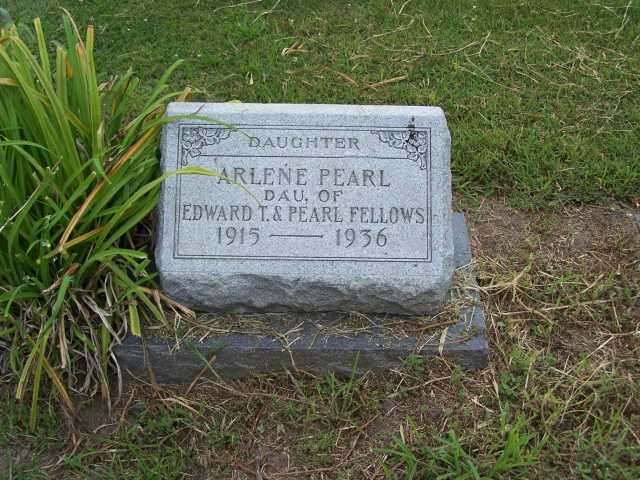 DAUGHTER
ARLENE PEARL
DAU. OF
EDWARD T. & PEARL FELLOWS
1915 — 1936